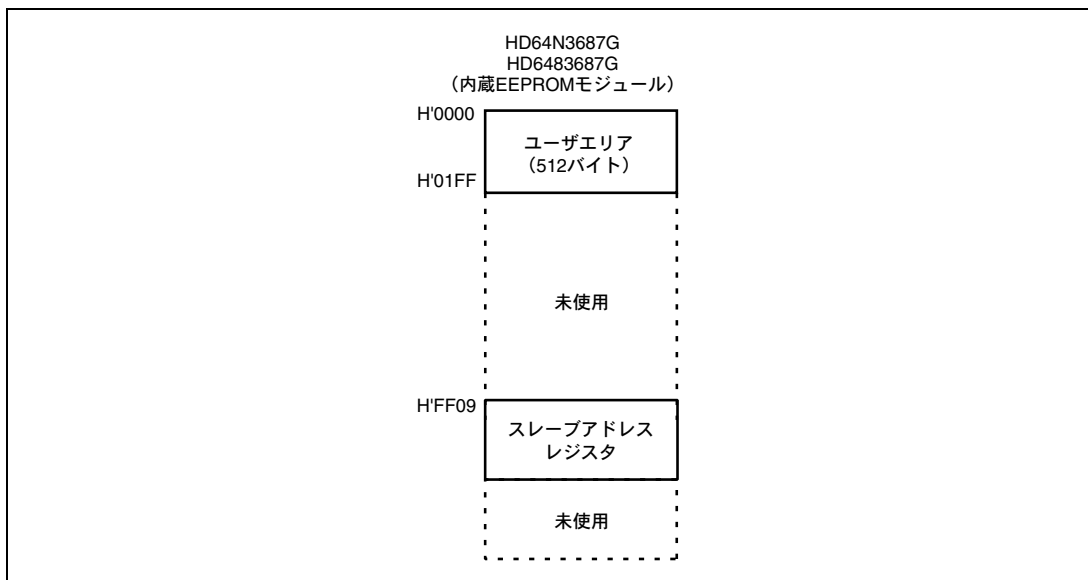 HD64N3687G
HD6483687G
（内蔵EEPROMモジュール）
H'0000
ユーザエリア
（512バイト）
H'01FF
未使用
H'FF09
スレーブアドレス
レジスタ
未使用